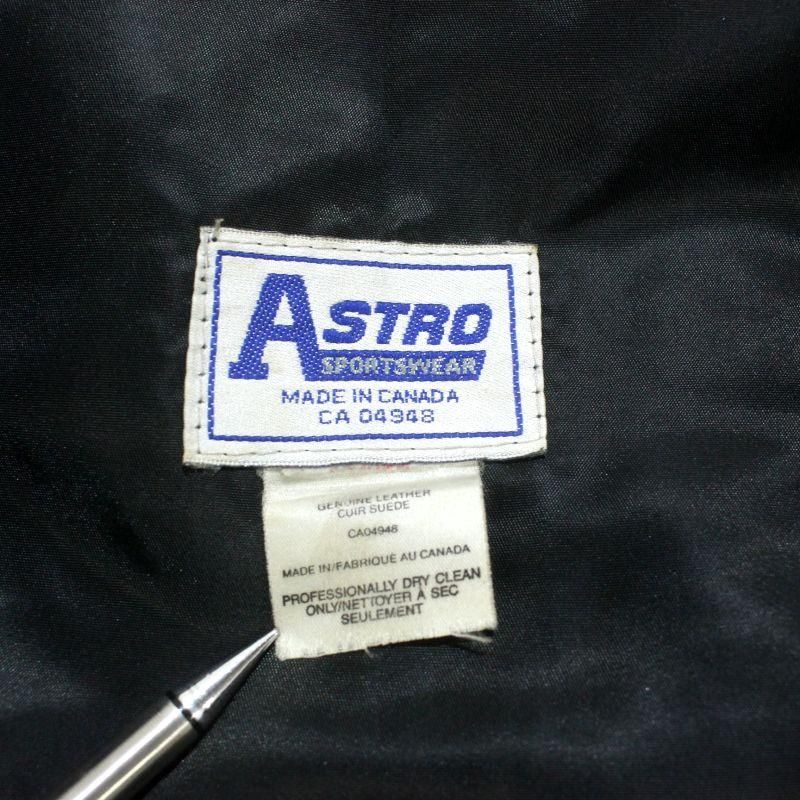 ASTRO
SPORTSWEAR
MADE IN CANADA
CA 04948
GENUINE LEATHER
CUIR SUEDE
CA04948
MADE IN/FABRIQUÉ AU CANADA
PROFESSIONALLY DRY CLEAN
ONLY/NETTOYER À SEC
SEULEMENT